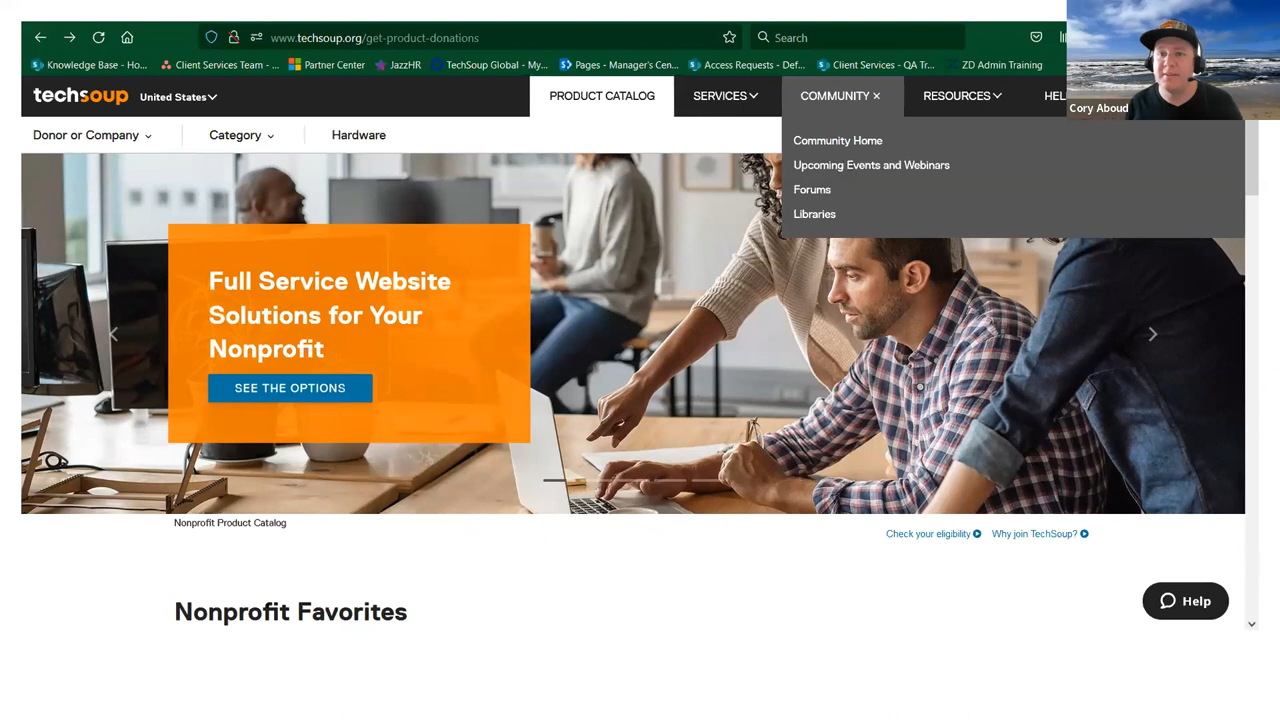 www.techsoup.org/get-product-donations
Search
Knowledge Base - Ho...
Client Services Team - ...
Partner Center
JazzHR
TechSoup Global - My...
Pages - Manager's Cen...
Access Requests - Def...
Client Services - QA Tr...
ZD Admin Training
Cory Aboud
techsoup
United States
PRODUCT CATALOG
SERVICES
COMMUNITY
RESOURCES
HEL
Donor or Company
Category
Hardware
Community Home
Upcoming Events and Webinars
Forums
Libraries
Full Service Website
Solutions for Your
Nonprofit
SEE THE OPTIONS
Nonprofit Product Catalog
Check your eligibility
Why join TechSoup?
Nonprofit Favorites
Help